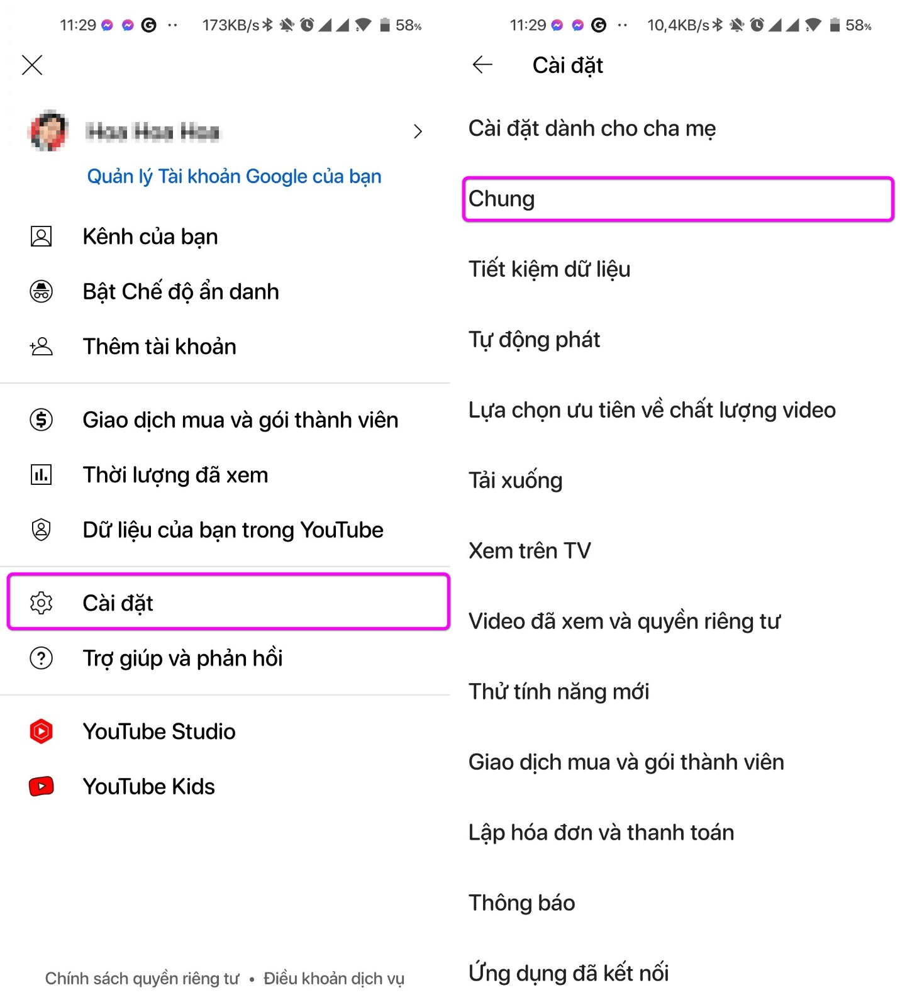 11:29 173KB/s 58%
Quản lý Tài khoản Google của bạn
Kênh của bạn
Bật Chế độ ẩn danh
Thêm tài khoản
Giao dịch mua và gói thành viên
Thời lượng đã xem
Dữ liệu của bạn trong YouTube
Cài đặt
Trợ giúp và phản hồi
YouTube Studio
YouTube Kids
Chính sách quyền riêng tư • Điều khoản dịch vụ
11:29 10,4KB/s 58%
Cài đặt
Cài đặt dành cho cha mẹ
Chung
Tiết kiệm dữ liệu
Tự động phát
Lựa chọn ưu tiên về chất lượng video
Tải xuống
Xem trên TV
Video đã xem và quyền riêng tư
Thử tính năng mới
Giao dịch mua và gói thành viên
Lập hóa đơn và thanh toán
Thông báo
Ứng dụng đã kết nối